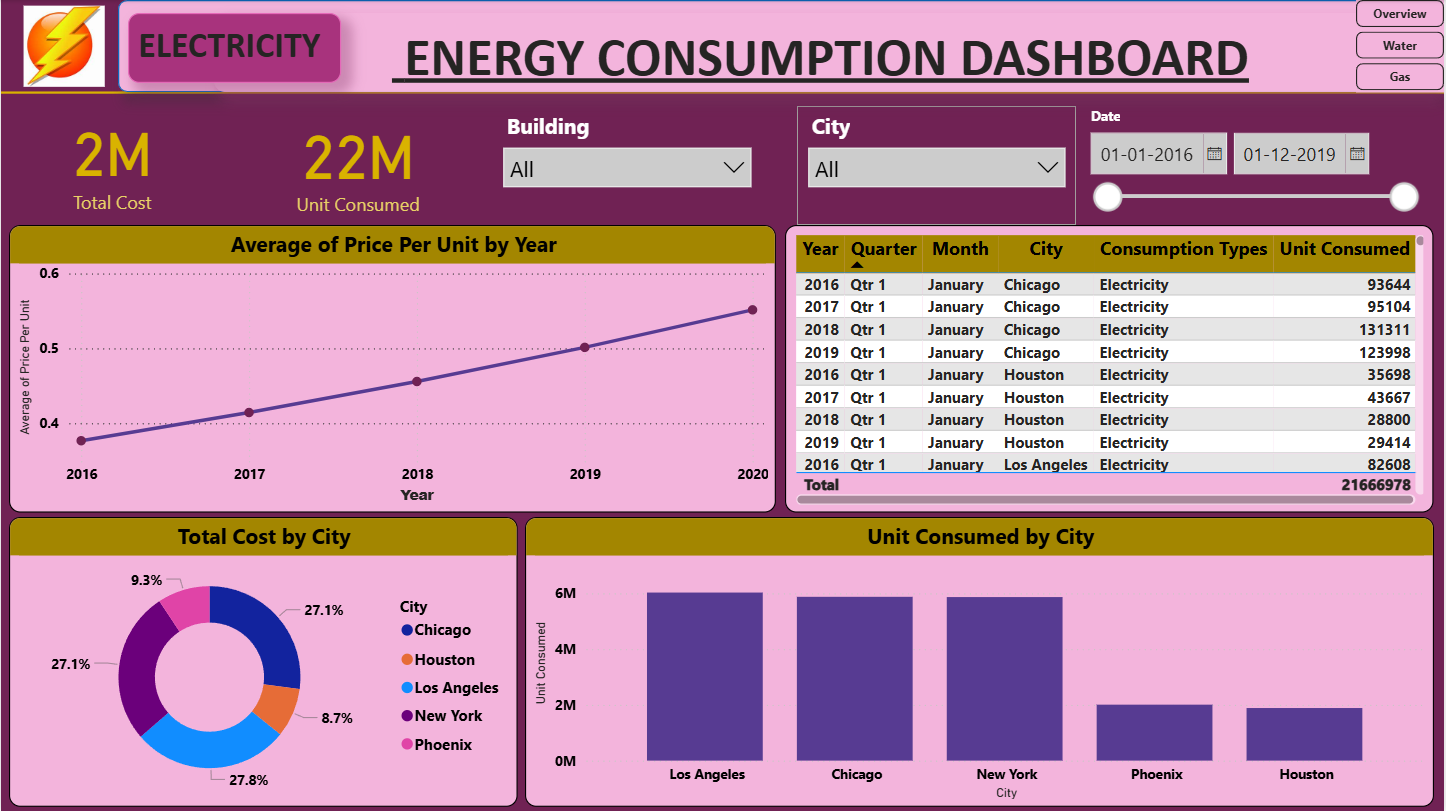 ELECTRICITY
ENERGY CONSUMPTION DASHBOARD
Overview
Water
Gas
2M
Total Cost
22M
Unit Consumed
Building
All
City
All
Date
01-01-2016
01-12-2019
Average of Price Per Unit by Year
Average of Price Per Unit
0.6
0.5
0.4
2016 2017 2018 2019 2020
Year
Year Quarter Month City Consumption Types Unit Consumed
2016 Qtr 1 January Chicago Electricity 93644
2017 Qtr 1 January Chicago Electricity 95104
2018 Qtr 1 January Chicago Electricity 131311
2019 Qtr 1 January Chicago Electricity 123998
2016 Qtr 1 January Houston Electricity 35698
2017 Qtr 1 January Houston Electricity 43667
2018 Qtr 1 January Houston Electricity 28800
2019 Qtr 1 January Houston Electricity 29414
2016 Qtr 1 January Los Angeles Electricity 82608
Total 21666978
Total Cost by City
9.3%
27.1%
27.1%
8.7%
27.8%
City
Chicago
Houston
Los Angeles
New York
Phoenix
Unit Consumed by City
Unit Consumed
6M
4M
2M
0M
Los Angeles Chicago New York Phoenix Houston
City